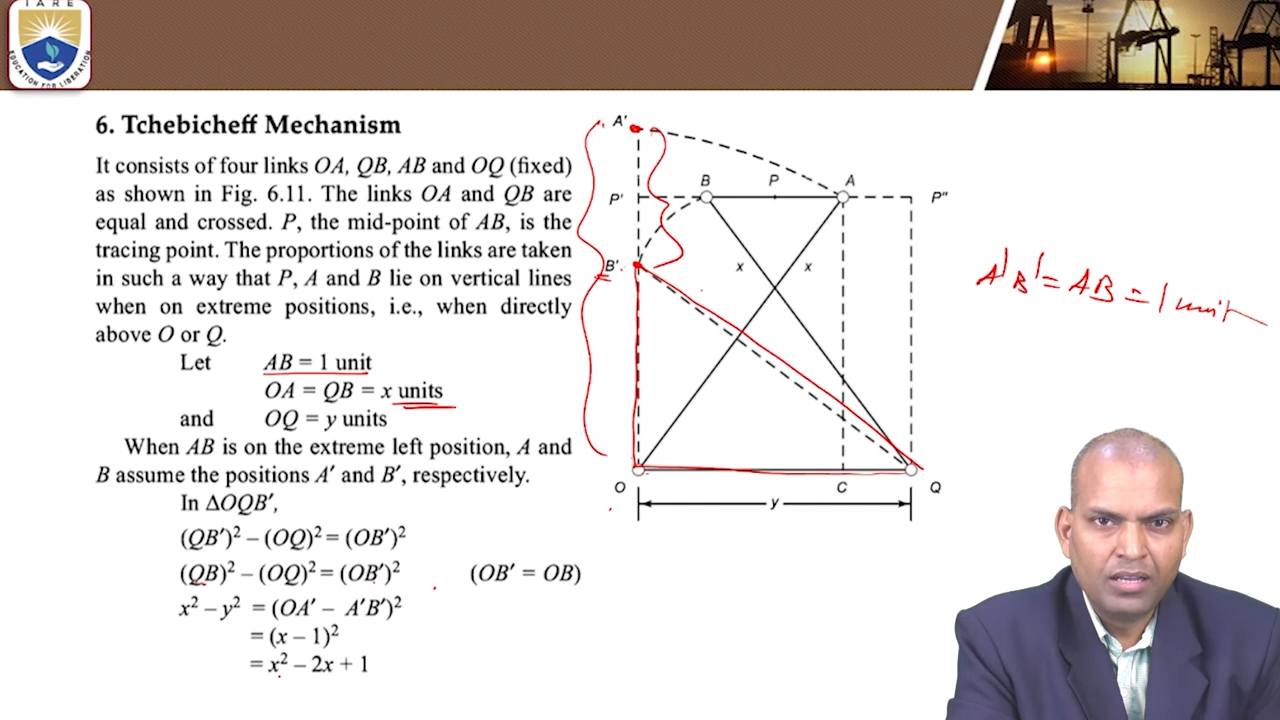 IARE
EDUCATION FOR LIBERATION
6. Tchebicheff Mechanism
It consists of four links OA, QB, AB and OQ (fixed)
as shown in Fig. 6.11. The links OA and QB are
equal and crossed. P, the mid-point of AB, is the
tracing point. The proportions of the links are taken
in such a way that P, A and B lie on vertical lines
when on extreme positions, i.e., when directly
above O or Q.
Let AB = 1 unit
OA = QB = x units
and OQ = y units
When AB is on the extreme left position, A and
B assume the positions A′ and B′, respectively.
In ΔOQB′,
(QB′)² – (OQ)² = (OB′)²
(QB)² – (OQ)² = (OB′)² (OB′ = OB)
x² – y² = (OA′ – A′B′)²
= (x – 1)²
= x² – 2x + 1
A'
B P A
P' P"
B'
x x
O C Q
y
A'B' = AB = 1 unit